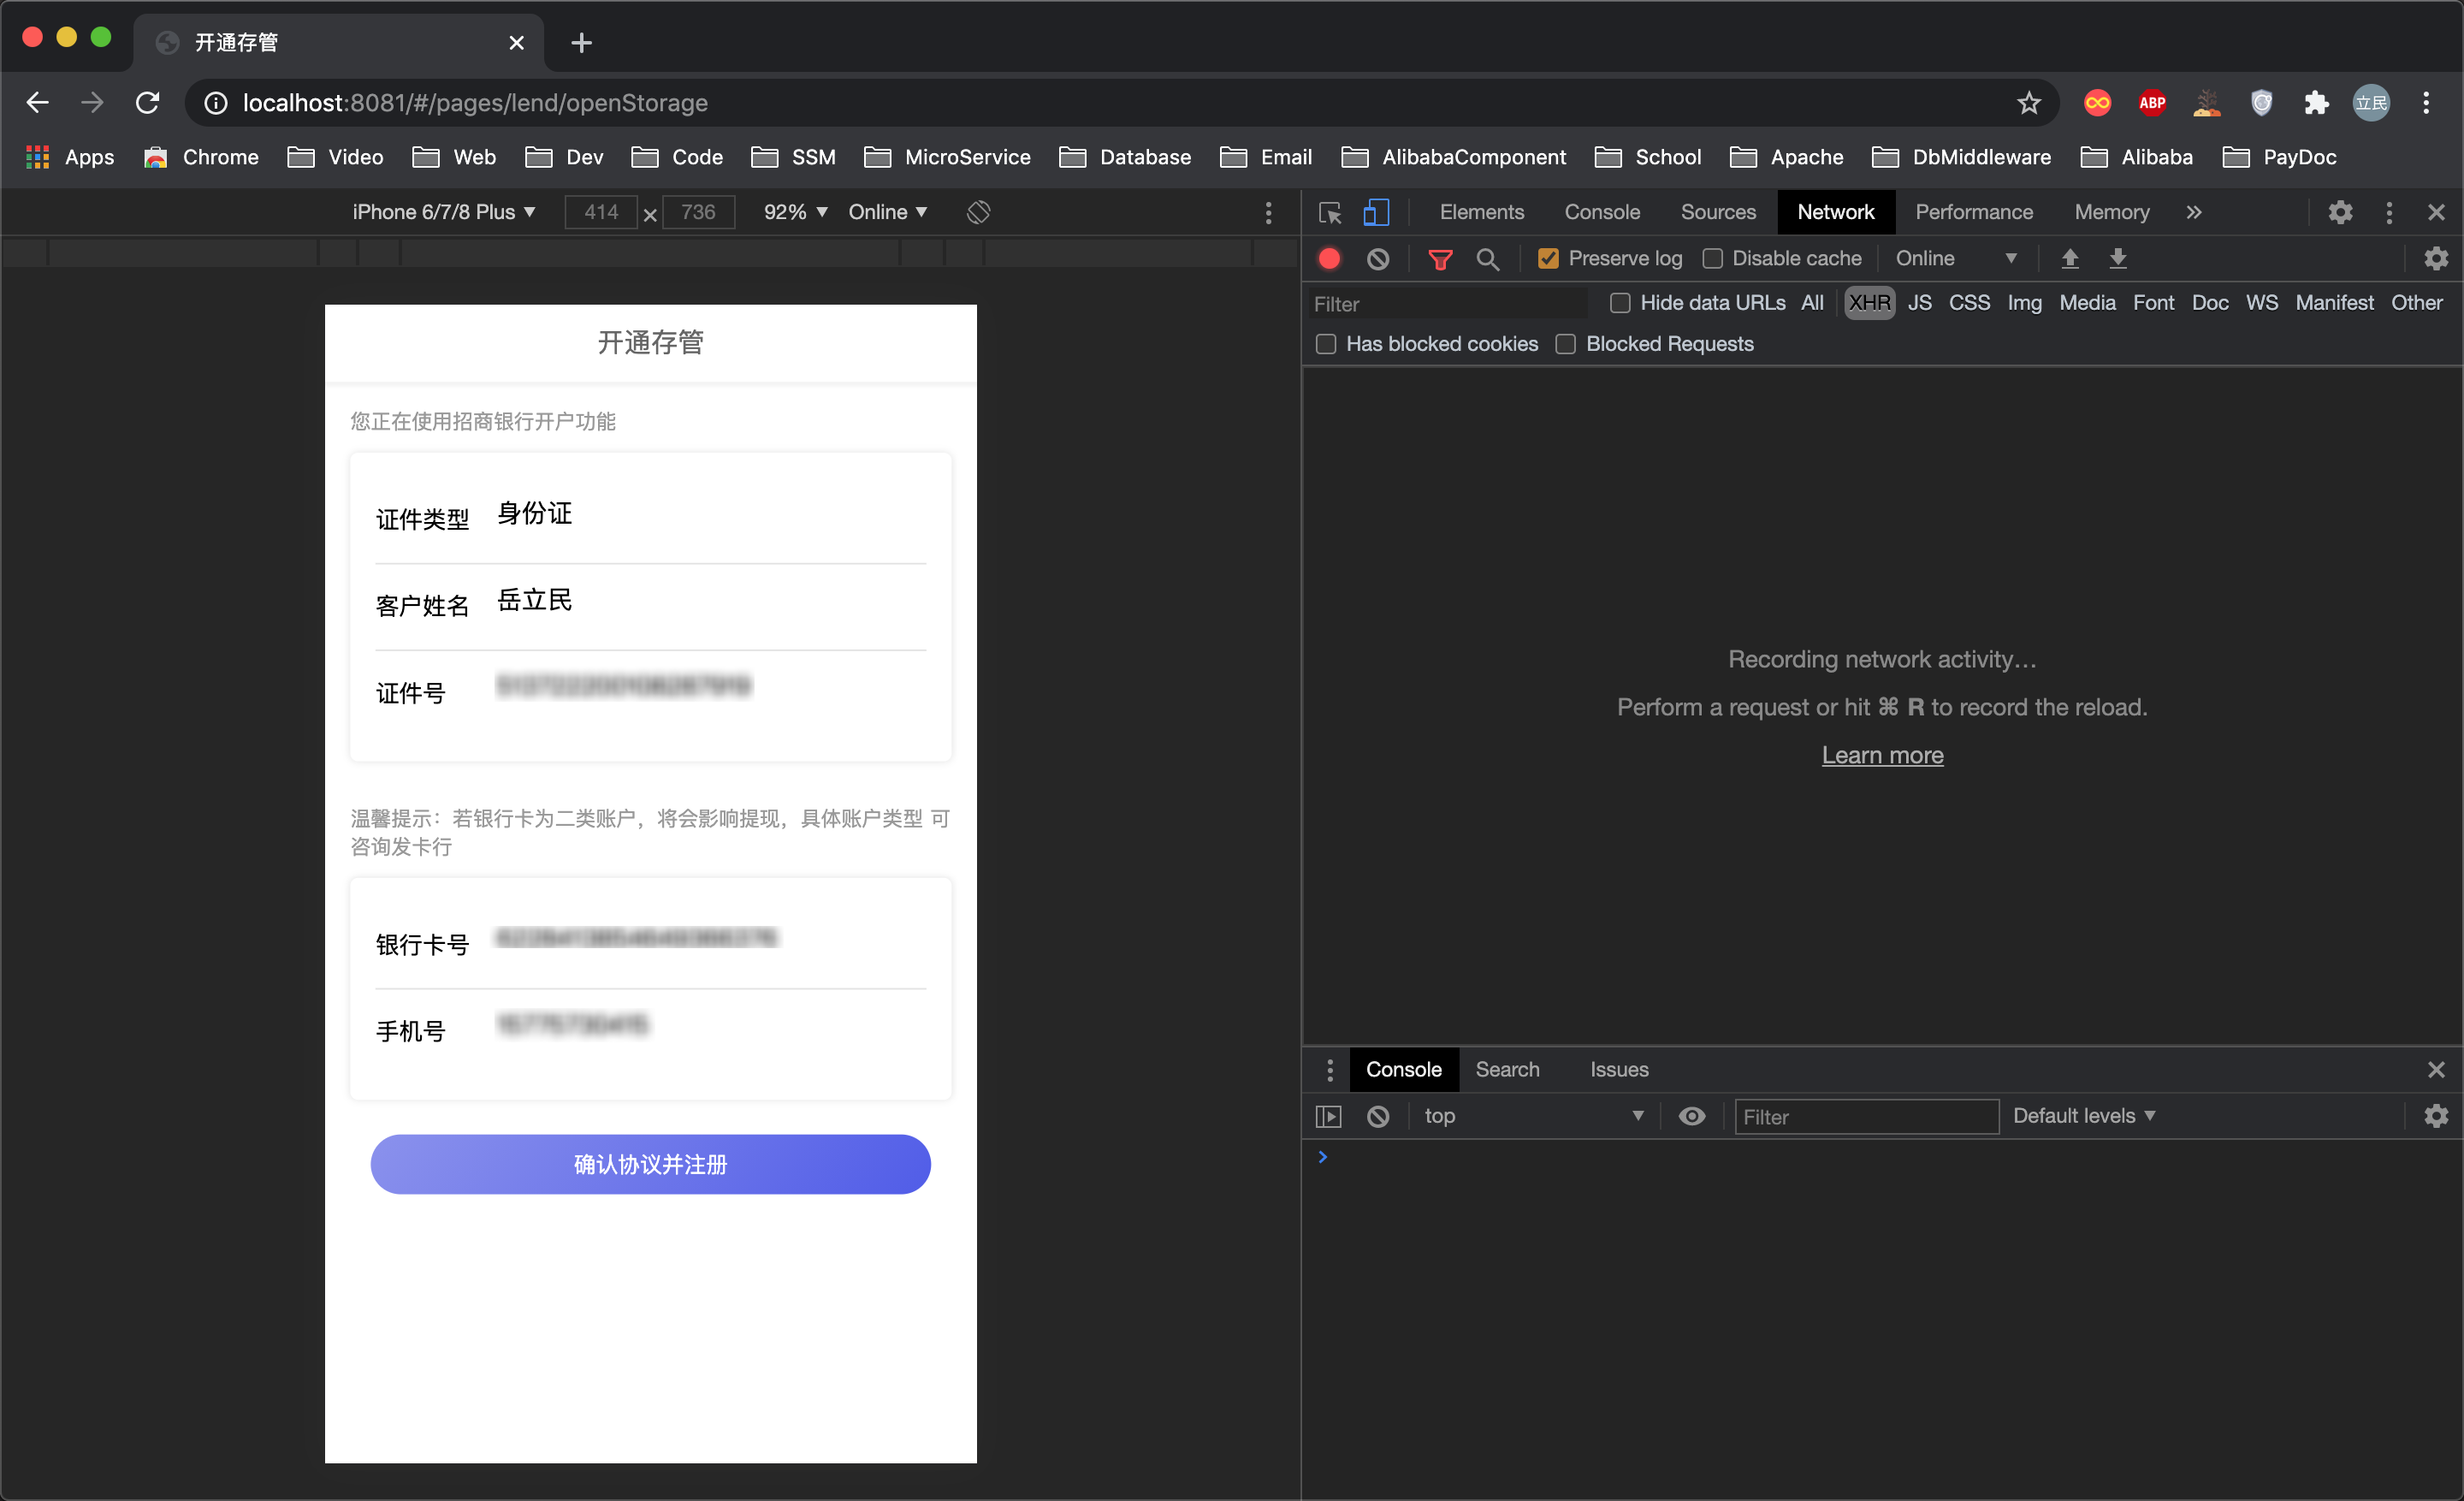 开通存管
localhost:8081/#/pages/lend/openStorage
ABP
立民
Apps Chrome Video Web Dev Code SSM MicroService Database Email AlibabaComponent School Apache DbMiddleware Alibaba PayDoc
iPhone 6/7/8 Plus 414 x 736 92% Online
Elements Console Sources Network Performance Memory
Preserve log Disable cache Online
Filter Hide data URLs All XHR JS CSS Img Media Font Doc WS Manifest Other
Has blocked cookies Blocked Requests
开通存管
您正在使用招商银行开户功能
证件类型 身份证
客户姓名 岳立民
证件号
温馨提示：若银行卡为二类账户，将会影响提现，具体账户类型 可
咨询发卡行
银行卡号
手机号
确认协议并注册
Recording network activity…
Perform a request or hit ⌘ R to record the reload.
Learn more
Console Search Issues
top Filter Default levels